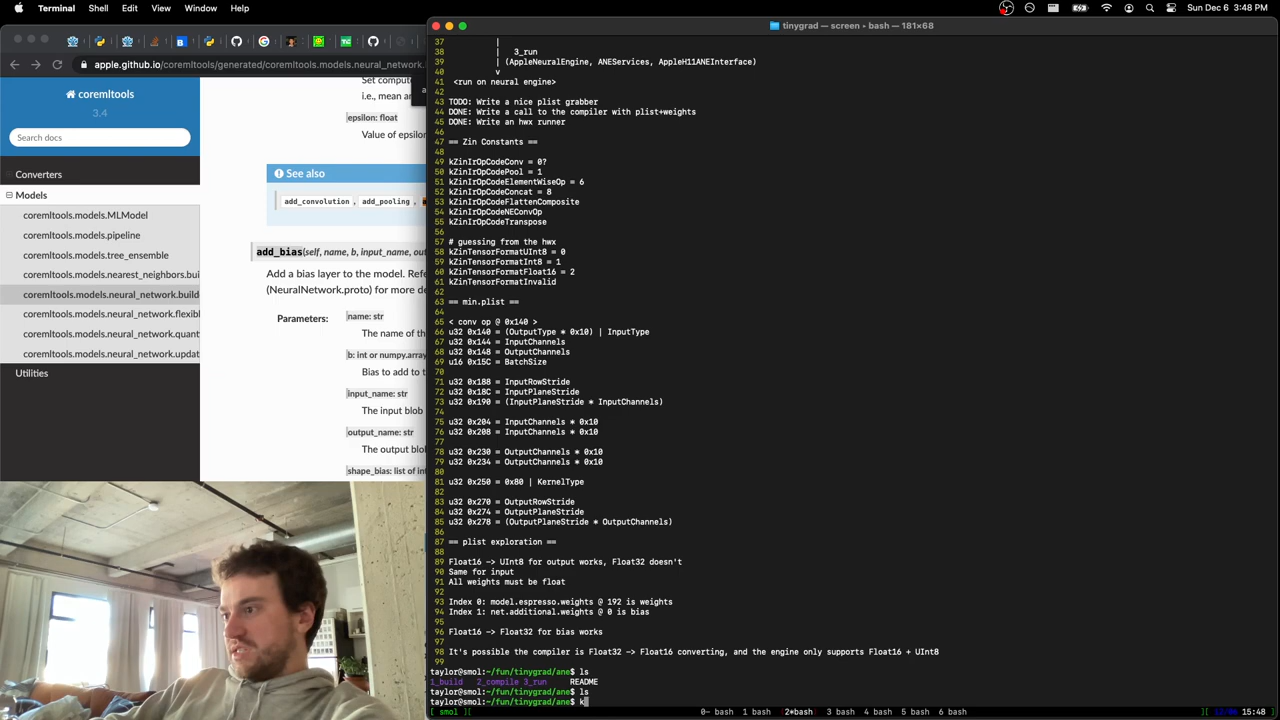 Terminal Shell Edit View Window Help
Sun Dec 6 3:48 PM
apple.github.io/coremltools/generated/coremltools.models.neural_
coremltools
3.4
Search docs
Converters
Models
coremltools.models.MLModel
coremltools.models.pipeline
coremltools.models.tree_ensemble
coremltools.models.nearest_neighbors.bui
coremltools.models.neural_network.builde
coremltools.models.neural_network.flexib
coremltools.models.neural_network.quant
coremltools.models.neural_network.updat
Utilities
Set comput
i.e., mean ar
epsilon: float
Value of epsilon
See also
add_convolution, add_pooling,
add_bias(self, name, b, input_name, out
Add a bias layer to the model. Refe
(NeuralNetwork.proto) for more de
Parameters:
name: str
The name of th
b: int or numpy.array
Bias to add to t
input_name: str
The input blob
output_name: str
The output blo
shape_bias: list of int
tinygrad — screen ▸ bash — 181×68
37 |
38 | 3_run
39 | (AppleNeuralEngine, ANEServices, AppleH11ANEInterface)
40 v
41 <run on neural engine>
42
43 TODO: Write a nice plist grabber
44 DONE: Write a call to the compiler with plist+weights
45 DONE: Write an hwx runner
46
47 == Zin Constants ==
48
49 kZinIrOpCodeConv = 0?
50 kZinIrOpCodePool = 1
51 kZinIrOpCodeElementWiseOp = 6
52 kZinIrOpCodeConcat = 8
53 kZinIrOpCodeFlattenComposite
54 kZinIrOpCodeNEConvOp
55 kZinIrOpCodeTranspose
56
57 # guessing from the hwx
58 kZinTensorFormatUInt8 = 0
59 kZinTensorFormatInt8 = 1
60 kZinTensorFormatFloat16 = 2
61 kZinTensorFormatInvalid
62
63 == min.plist ==
64
65 < conv op @ 0x140 >
66 u32 0x140 = (OutputType * 0x10) | InputType
67 u32 0x144 = InputChannels
68 u32 0x148 = OutputChannels
69 u16 0x15C = BatchSize
70
71 u32 0x188 = InputRowStride
72 u32 0x18C = InputPlaneStride
73 u32 0x190 = (InputPlaneStride * InputChannels)
74
75 u32 0x204 = InputChannels * 0x10
76 u32 0x208 = InputChannels * 0x10
77
78 u32 0x230 = OutputChannels * 0x10
79 u32 0x234 = OutputChannels * 0x10
80
81 u32 0x250 = 0x80 | KernelType
82
83 u32 0x270 = OutputRowStride
84 u32 0x274 = OutputPlaneStride
85 u32 0x278 = (OutputPlaneStride * OutputChannels)
86
87 == plist exploration ==
88
89 Float16 -> UInt8 for output works, Float32 doesn't
90 Same for input
91 All weights must be float
92
93 Index 0: model.espresso.weights @ 192 is weights
94 Index 1: net.additional.weights @ 0 is bias
95
96 Float16 -> Float32 for bias works
97
98 It's possible the compiler is Float32 -> Float16 converting, and the engine only supports Float16 + UInt8
99
taylor@smol:~/fun/tinygrad/ane$ ls
1_build 2_compile 3_run README
taylor@smol:~/fun/tinygrad/ane$ ls
taylor@smol:~/fun/tinygrad/ane$ k
[ smol ][ 0- bash 1 bash (2*bash) 3 bash 4 bash 5 bash 6 bash ][ 15:48 ]